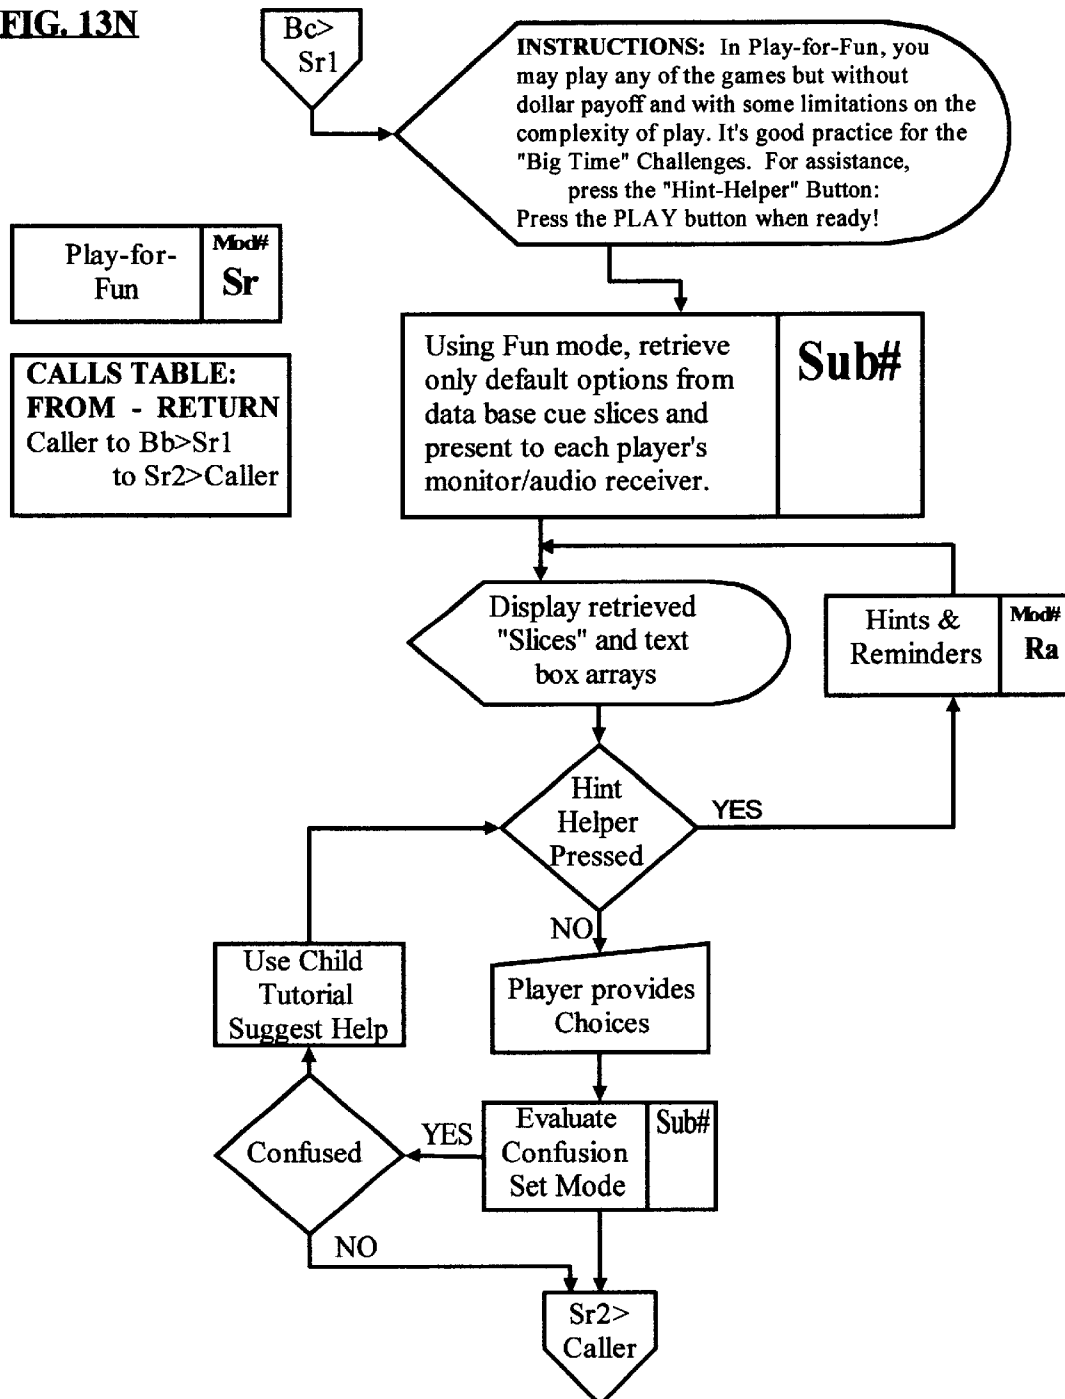 FIG. 13N
Bc>
Sr1
INSTRUCTIONS: In Play-for-Fun, you
may play any of the games but without
dollar payoff and with some limitations on the
complexity of play. It's good practice for the
"Big Time" Challenges. For assistance,
press the "Hint-Helper" Button:
Press the PLAY button when ready!
Play-for-
Fun
Mod#
Sr
CALLS TABLE:
FROM - RETURN
Caller to Bb>Sr1
to Sr2>Caller
Using Fun mode, retrieve
only default options from
data base cue slices and
present to each player's
monitor/audio receiver.
Sub#
Display retrieved
"Slices" and text
box arrays
Hints &
Reminders
Mod#
Ra
Hint
Helper
Pressed
YES
NO
Use Child
Tutorial
Suggest Help
Player provides
Choices
Confused
YES
Evaluate
Confusion
Set Mode
Sub#
NO
Sr2>
Caller